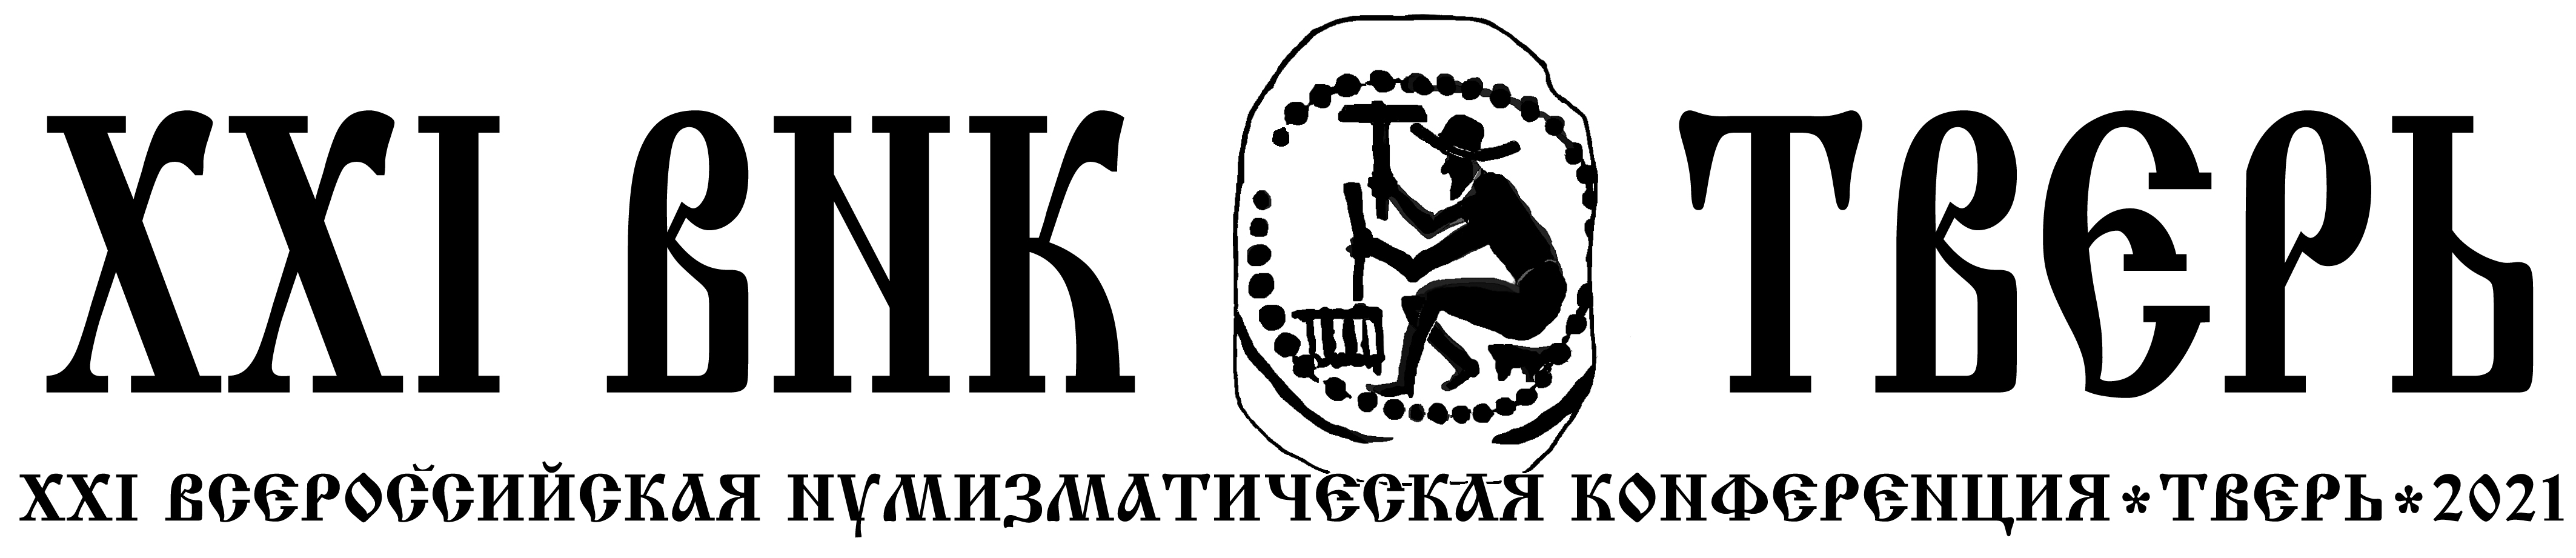 XXI ВНК ТВЕРЬ
XXI ВСЕРОССИЙСКАЯ НУМИЗМАТИЧЕСКАЯ КОНФЕРЕНЦИЯ*ТВЕРЬ*2021